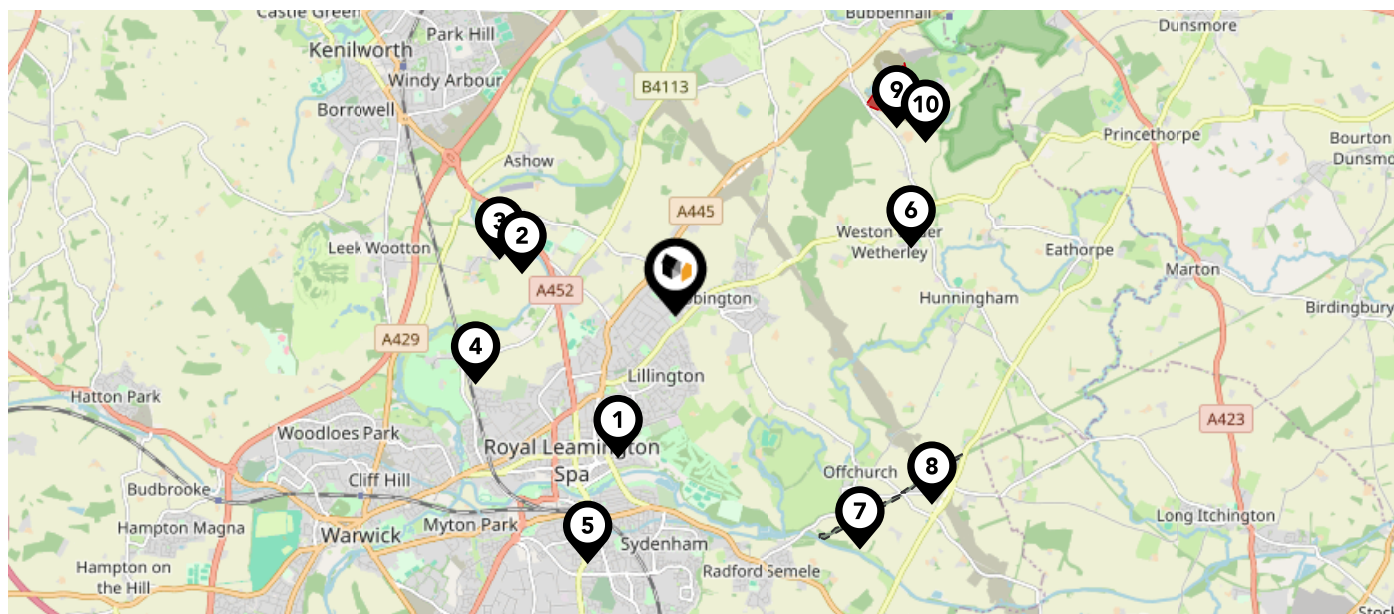 Castle Green
Bubbenhall
Dunsmore
Park Hill
Kenilworth
Windy Arbour
B4113
9
10
Borrowell
Princethorpe
Bourton
Dunsmo
Ashow
3
2
A445
6
Weston
der
Wetherley
Leek Wootton
Eathorpe
Marton
A452
bbington
Hunningham
Birdingbury
A429
4
Lillington
Hatton Park
1
A423
Woodloes Park
Royal Leamington
Spa
Offchurch
8
Cliff Hill
Budbrooke
7
Hampton Magna
Warwick
Myton Park
5
Sydenham
Long Itchington
Hampton on
the Hill
Radford Semele
Stoc